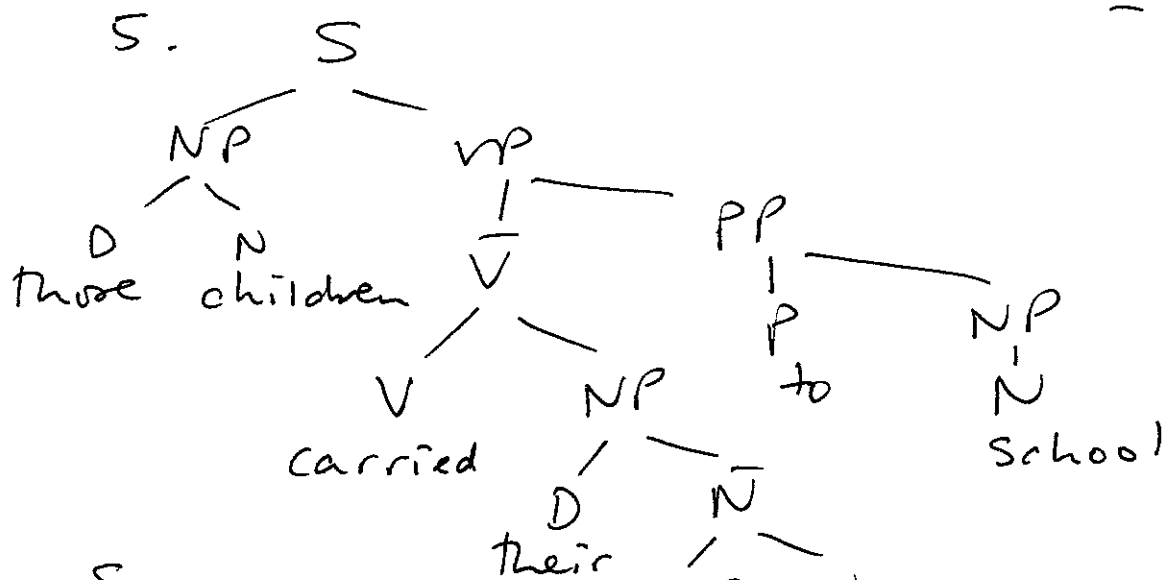 5. S
NP VP
D N V̅ PP
those children
P NP
V NP to N
carried school
D N̅
their
S